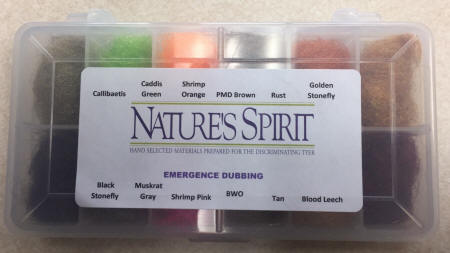 Callibaetis Caddis Green Shrimp Orange PMD Brown Rust Golden Stonefly
NATURE'S SPIRIT
HAND SELECTED MATERIALS PREPARED FOR THE DISCRIMINATING TYER
EMERGENCE DUBBING
Black Stonefly Muskrat Gray Shrimp Pink BWO Tan Blood Leech